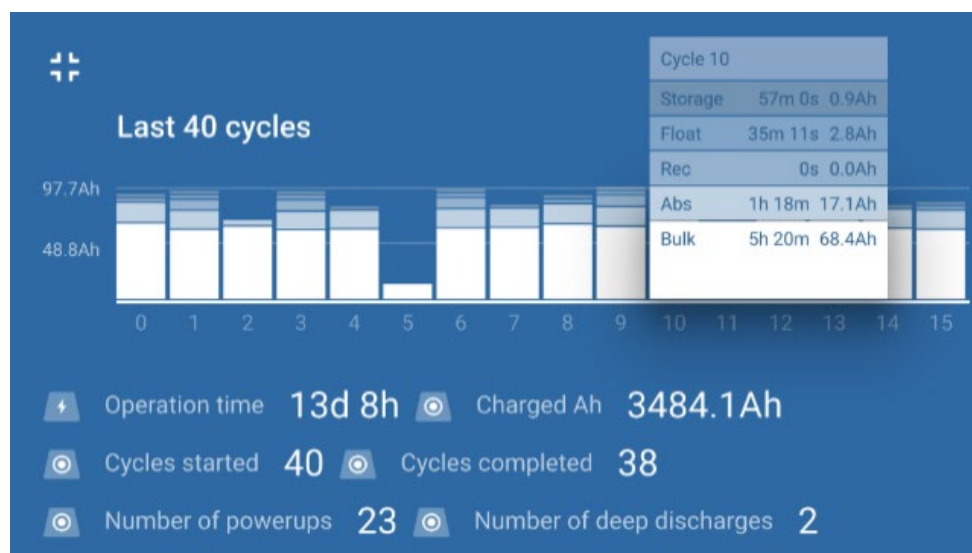 Cycle 10
Storage 57m 0s 0.9Ah
Last 40 cycles
Float 35m 11s 2.8Ah
Rec 0s 0.0Ah
97.7Ah
Abs 1h 18m 17.1Ah
Bulk 5h 20m 68.4Ah
48.8Ah
0 1 2 3 4 5 6 7 8 9 10 11 12 13 14 15
Operation time 13d 8h Charged Ah 3484.1Ah
Cycles started 40 Cycles completed 38
Number of powerups 23 Number of deep discharges 2